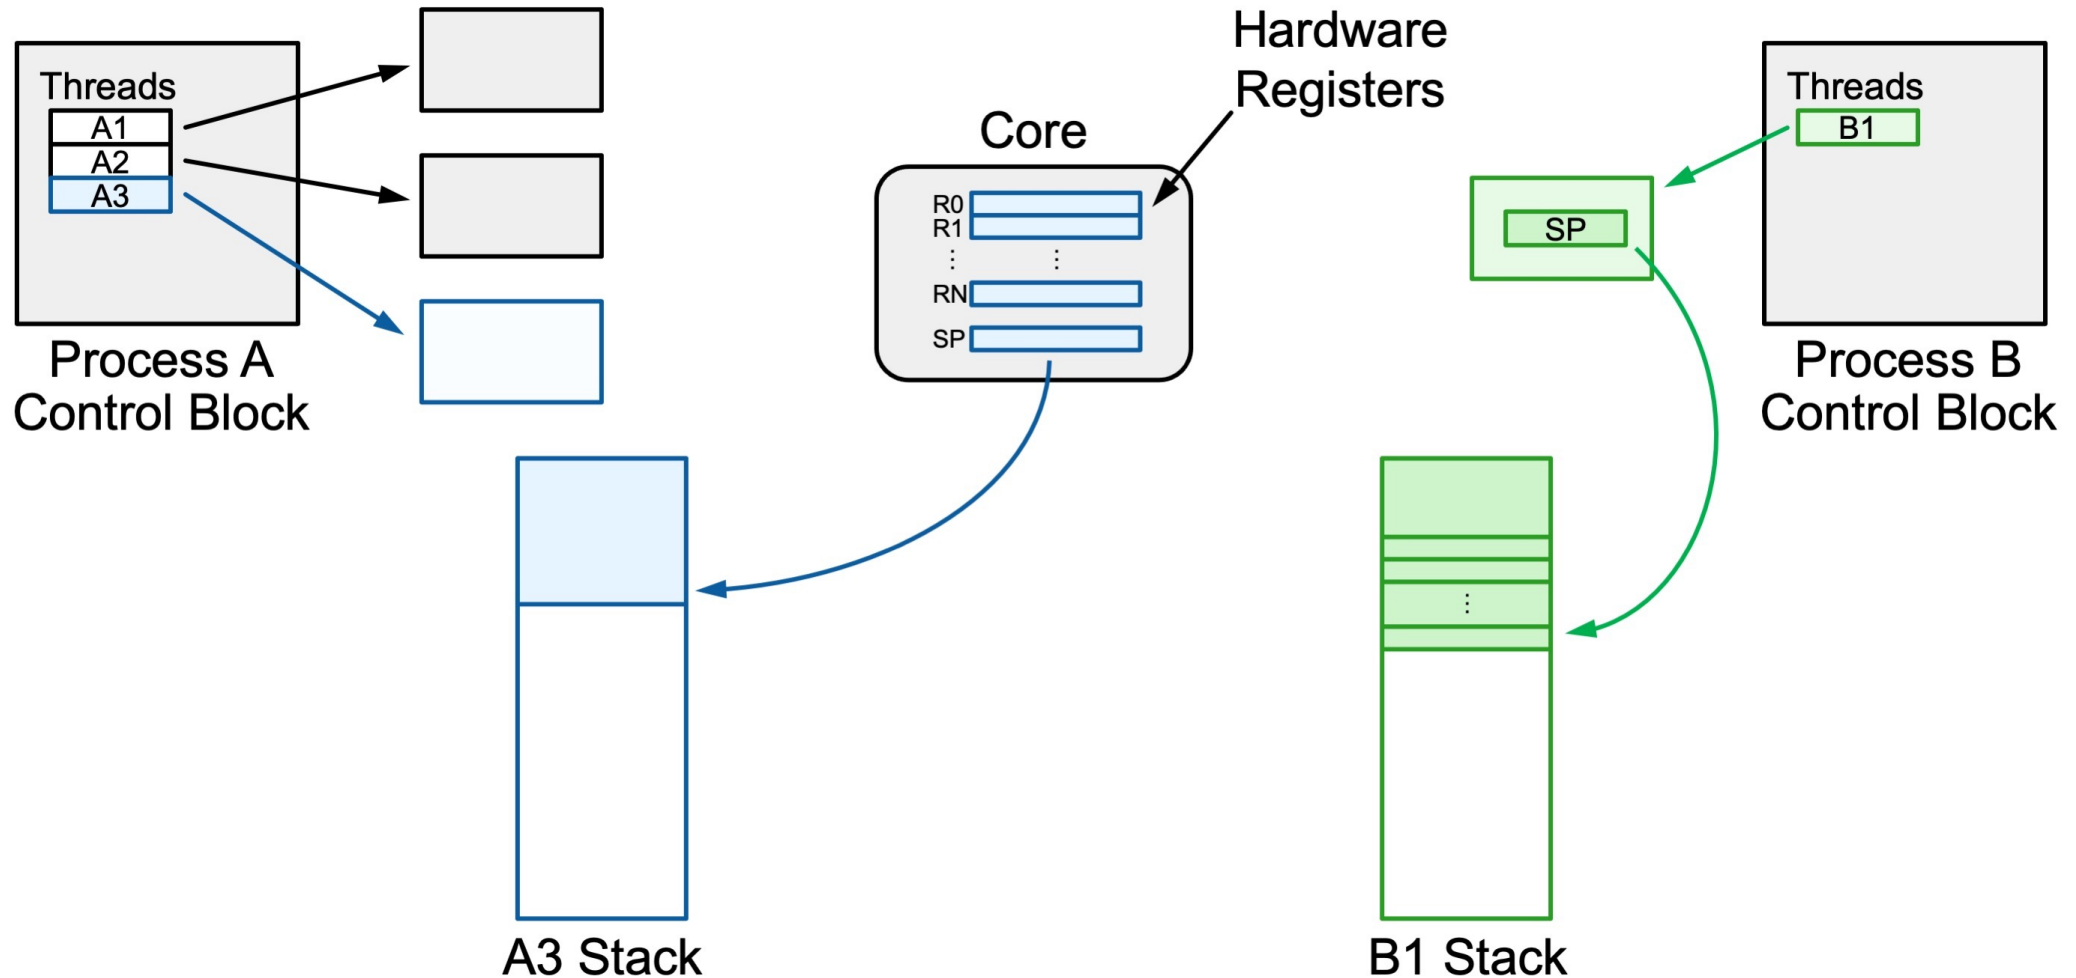 Threads
A1
A2
A3
Process A
Control Block
Core
R0
R1
⋮ ⋮
RN
SP
Hardware
Registers
Threads
B1
SP
Process B
Control Block
⋮
A3 Stack
B1 Stack